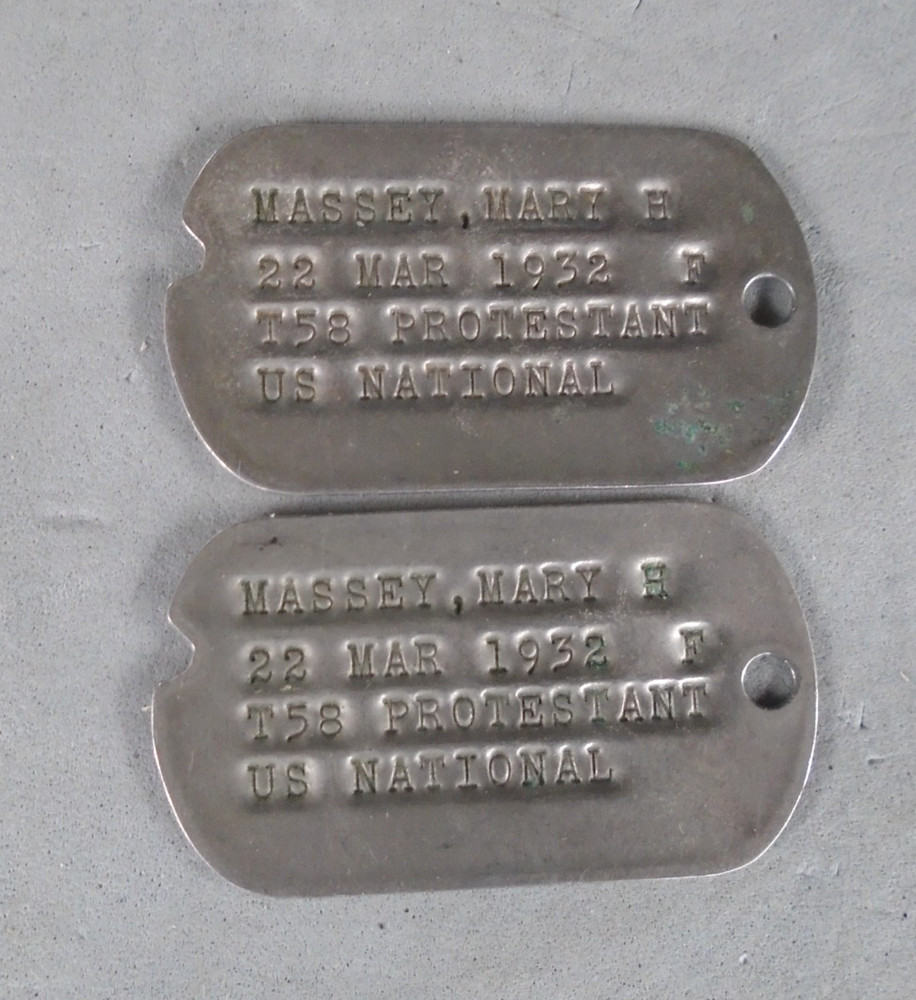 MASSEY,MARY H
22 MAR 1932 F
T58 PROTESTANT
US NATIONAL
MASSEY,MARY H
22 MAR 1932 F
T58 PROTESTANT
US NATIONAL